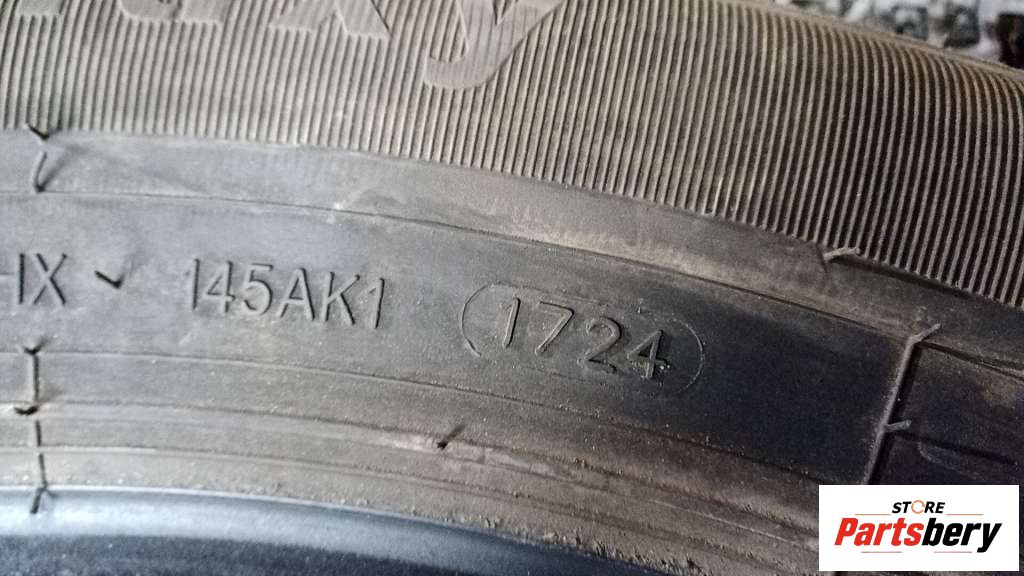 HX 145AK1 1724
STORE
Partsbery